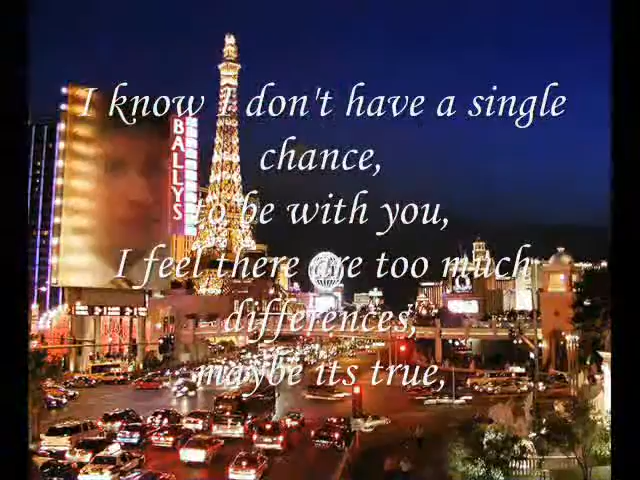 I know I don't have a single
chance,
to be with you,
I feel there are too much
differences,
maybe its true,
BALLYS